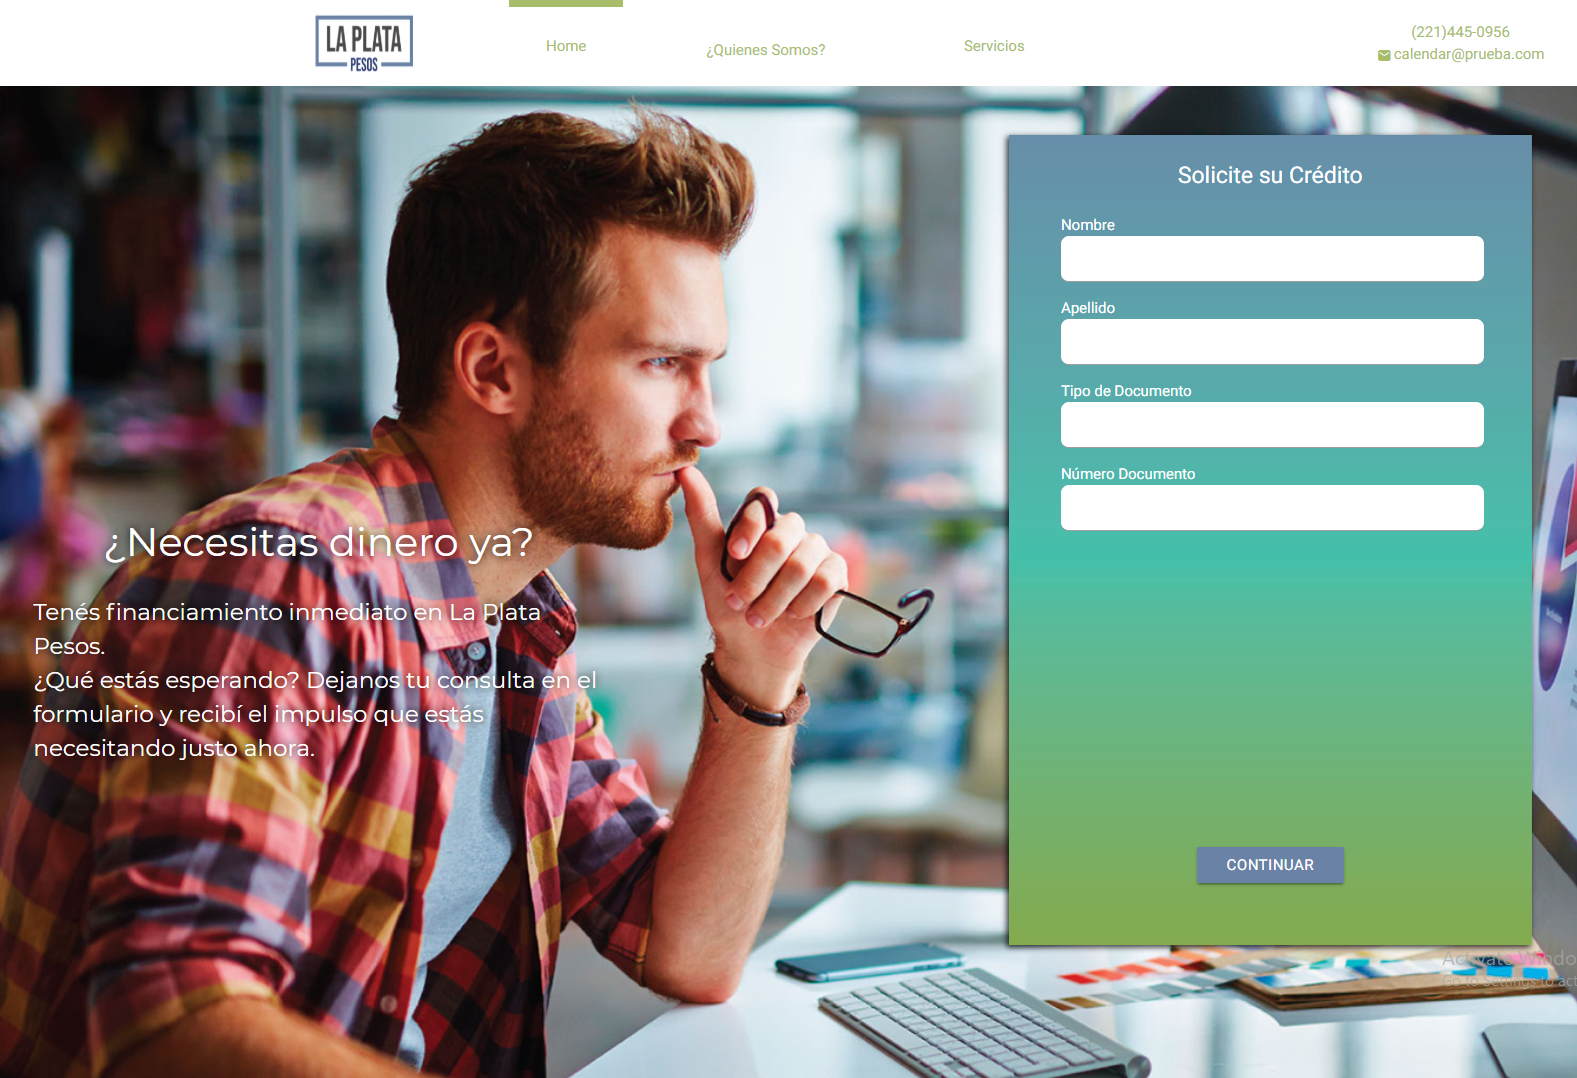 LA PLATA
PESOS
Home
¿Quienes Somos?
Servicios
(221)445-0956
calendar@prueba.com
Solicite su Crédito
Nombre
Apellido
Tipo de Documento
Número Documento
CONTINUAR
¿Necesitas dinero ya?
Tenés financiamiento inmediato en La Plata
Pesos.
¿Qué estás esperando? Dejanos tu consulta en el
formulario y recibí el impulso que estás
necesitando justo ahora.
Activate Windo
Go to Settings to act